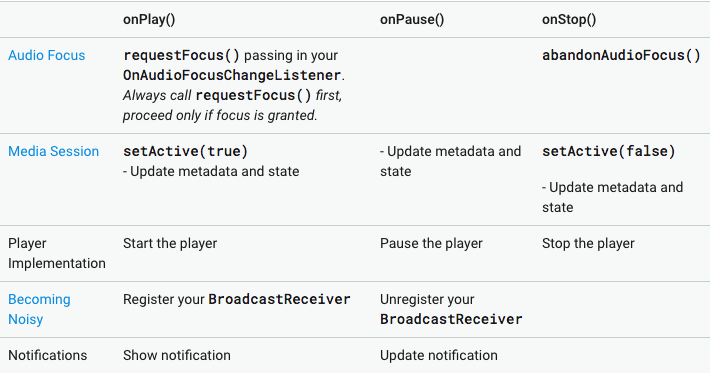 onPlay() onPause() onStop()
Audio Focus requestFocus() passing in your abandonAudioFocus()
OnAudioFocusChangeListener.
Always call requestFocus() first,
proceed only if focus is granted.
Media Session setActive(true) - Update metadata and setActive(false)
- Update metadata and state state
- Update metadata and
state
Player Start the player Pause the player Stop the player
Implementation
Becoming Register your BroadcastReceiver Unregister your
Noisy BroadcastReceiver
Notifications Show notification Update notification